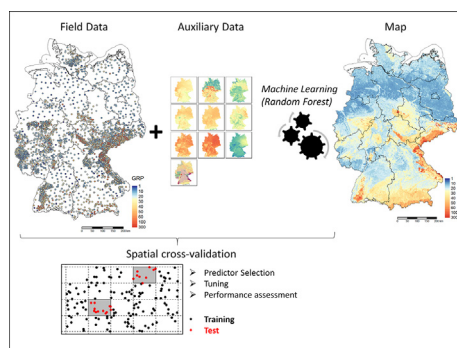 Field Data
Auxiliary Data
Map
Machine Learning
(Random Forest)
GRP
GRP
Spatial cross-validation
Predictor Selection
Tuning
Performance assessment
Training
Test